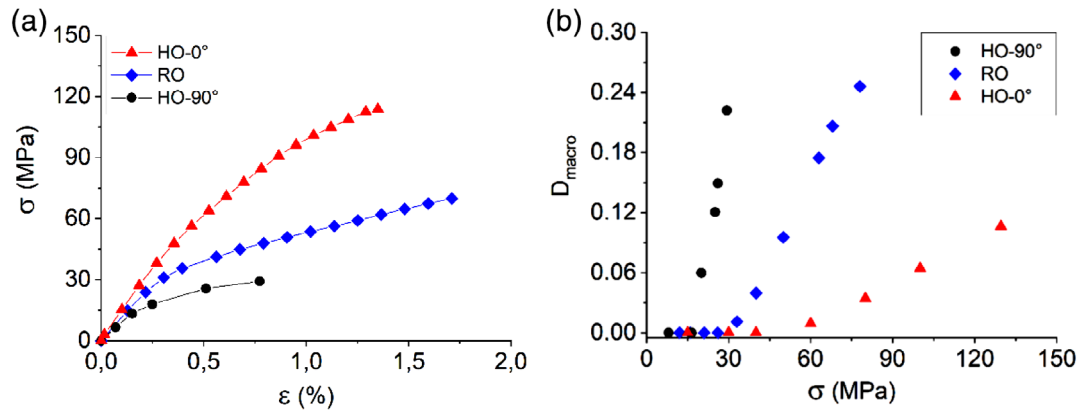 (a)
150
120
90
60
30
0
σ (MPa)
HO-0°
RO
HO-90°
0,0 0,5 1,0 1,5 2,0
ε (%)
(b)
0.30
0.24
0.18
0.12
0.06
0.00
D_macro
HO-90°
RO
HO-0°
0 30 60 90 120 150
σ (MPa)